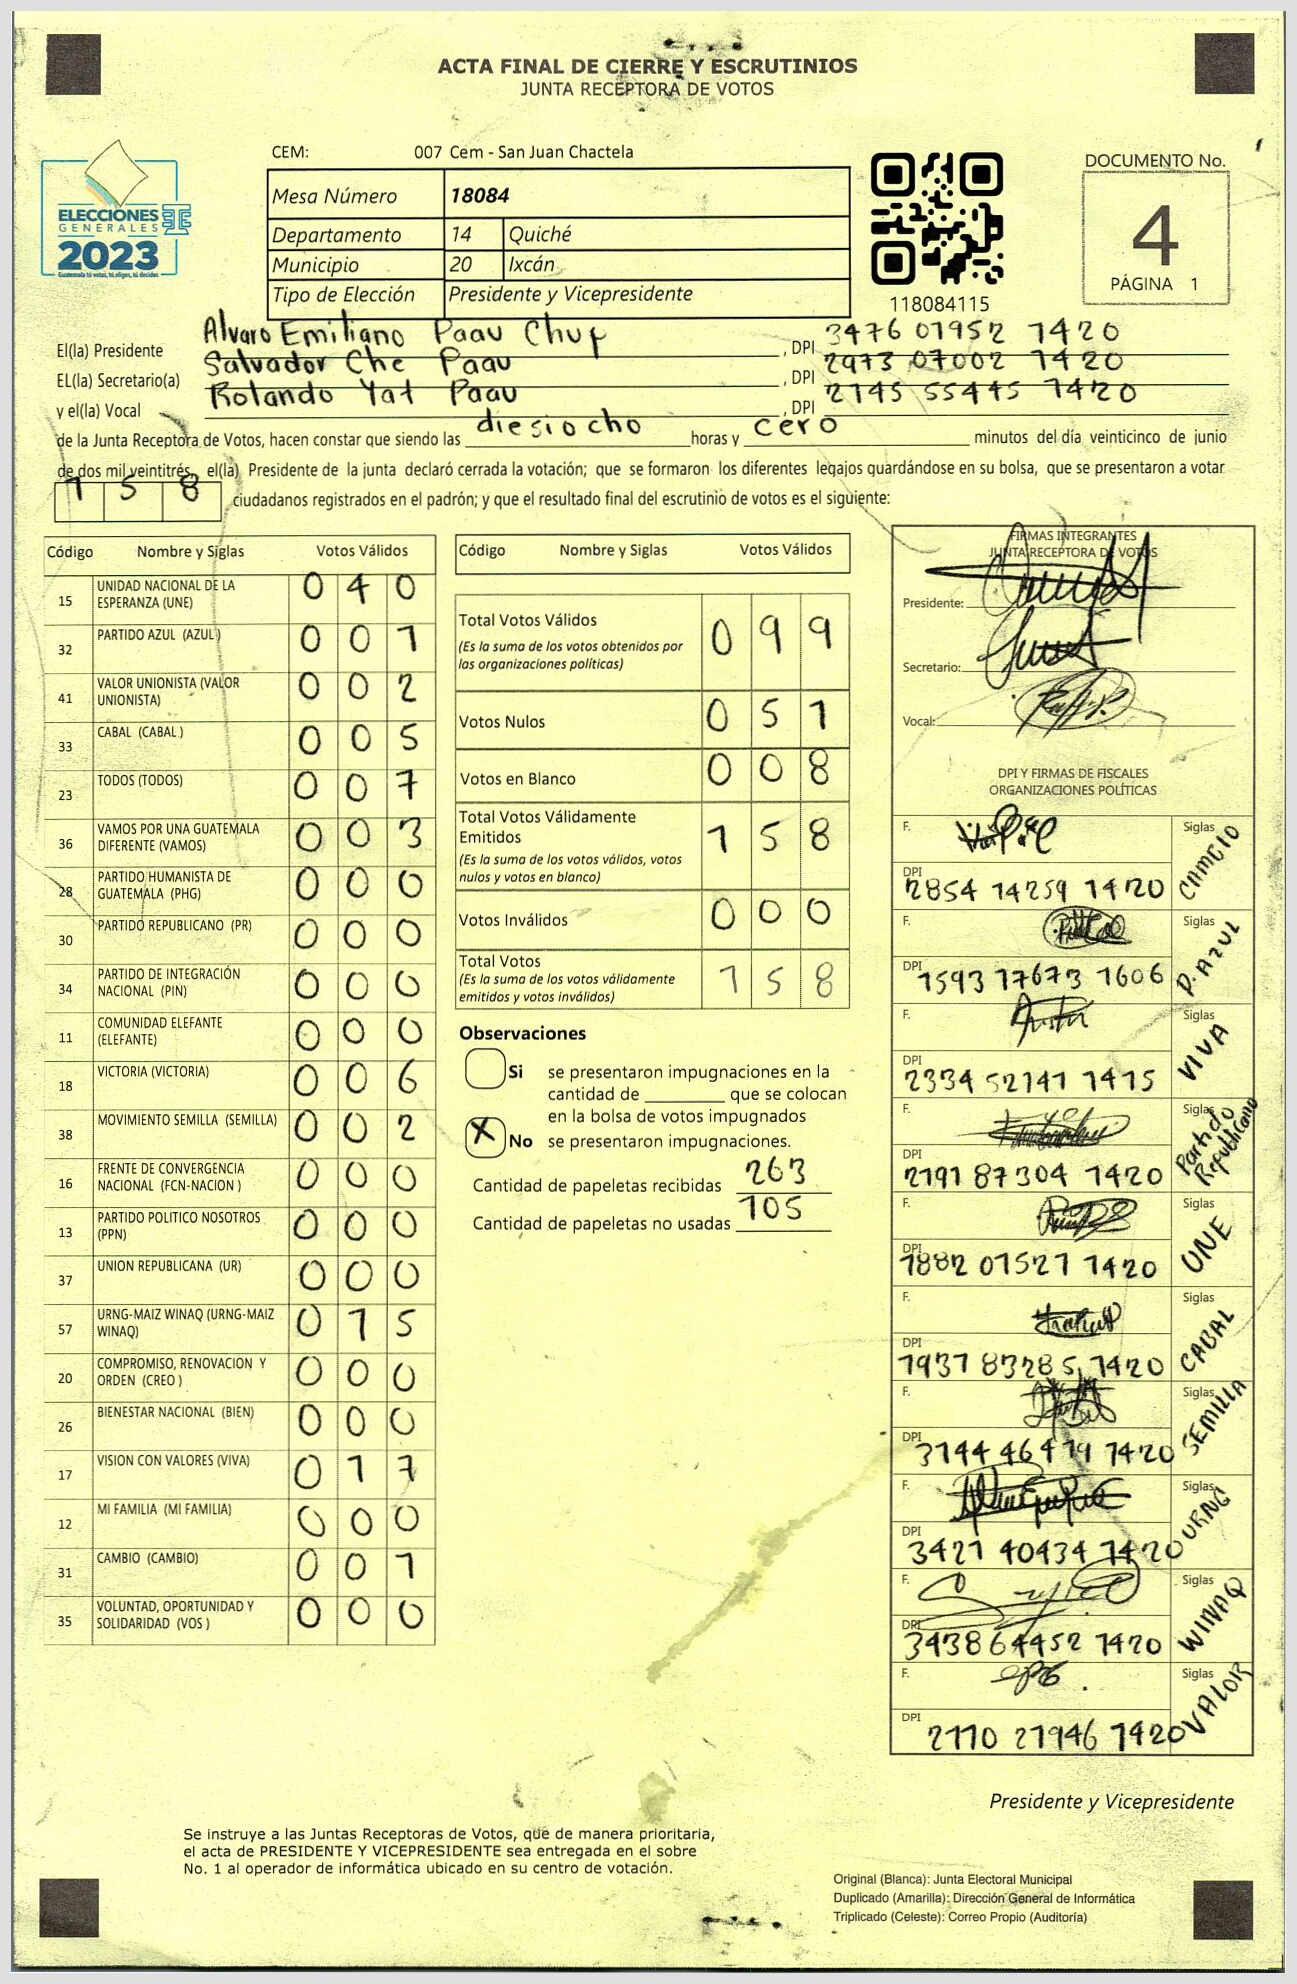 ACTA FINAL DE CIERRE Y ESCRUTINIOS
JUNTA RECEPTORA DE VOTOS
ELECCIONES
GENERALES
2023
Guatemala tú votas, tú eliges, tú decides
CEM: 007 Cem - San Juan Chactela
Mesa Número 18084
Departamento 14 Quiché
Municipio 20 Ixcán
Tipo de Elección Presidente y Vicepresidente
118084115
DOCUMENTO No.
4
PÁGINA 1
El(la) Presidente Alvaro Emiliano Paau Chup , DPI 3476 01952 1420
EL(la) Secretario(a) Salvador Che Paau , DPI 2973 07002 1420
y el(la) Vocal Rolando Yat Paau , DPI 2145 55445 1420
de la Junta Receptora de Votos, hacen constar que siendo las diesiocho horas y cero minutos del día veinticinco de junio
de dos mil veintitrés, el(la) Presidente de la junta declaró cerrada la votación; que se formaron los diferentes legajos guardándose en su bolsa, que se presentaron a votar
158 ciudadanos registrados en el padrón; y que el resultado final del escrutinio de votos es el siguiente:
Código Nombre y Siglas Votos Válidos
15 UNIDAD NACIONAL DE LA ESPERANZA (UNE) 0 4 0
32 PARTIDO AZUL (AZUL) 0 0 1
41 VALOR UNIONISTA (VALOR UNIONISTA) 0 0 2
33 CABAL (CABAL ) 0 0 5
23 TODOS (TODOS) 0 0 7
36 VAMOS POR UNA GUATEMALA DIFERENTE (VAMOS) 0 0 3
28 PARTIDO HUMANISTA DE GUATEMALA (PHG) 0 0 0
30 PARTIDO REPUBLICANO (PR) 0 0 0
34 PARTIDO DE INTEGRACIÓN NACIONAL (PIN) 0 0 0
11 COMUNIDAD ELEFANTE (ELEFANTE) 0 0 0
18 VICTORIA (VICTORIA) 0 0 6
38 MOVIMIENTO SEMILLA (SEMILLA) 0 0 2
16 FRENTE DE CONVERGENCIA NACIONAL (FCN-NACION ) 0 0 0
13 PARTIDO POLITICO NOSOTROS (PPN) 0 0 0
37 UNION REPUBLICANA (UR) 0 0 0
57 URNG-MAIZ WINAQ (URNG-MAIZ WINAQ) 0 1 5
20 COMPROMISO, RENOVACION Y ORDEN (CREO ) 0 0 0
26 BIENESTAR NACIONAL (BIEN) 0 0 0
17 VISION CON VALORES (VIVA) 0 1 7
12 MI FAMILIA (MI FAMILIA) 0 0 0
31 CAMBIO (CAMBIO) 0 0 1
35 VOLUNTAD, OPORTUNIDAD Y SOLIDARIDAD (VOS ) 0 0 0
Código Nombre y Siglas Votos Válidos
Total Votos Válidos 0 9 9
(Es la suma de los votos obtenidos por
las organizaciones políticas)
Votos Nulos 0 5 1
Votos en Blanco 0 0 8
Total Votos Válidamente
Emitidos 1 5 8
(Es la suma de los votos válidos, votos
nulos y votos en blanco)
Votos Inválidos 0 0 0
Total Votos 1 5 8
(Es la suma de los votos válidamente
emitidos y votos inválidos)
Observaciones
Si se presentaron impugnaciones en la
cantidad de ________ que se colocan
en la bolsa de votos impugnados
X No se presentaron impugnaciones.
Cantidad de papeletas recibidas 263
Cantidad de papeletas no usadas 105
FIRMAS INTEGRANTES
JUNTA RECEPTORA DE VOTOS
Presidente:
Secretario:
Vocal:
DPI Y FIRMAS DE FISCALES
ORGANIZACIONES POLÍTICAS
F. Siglas CAMBIO
DPI 2854 14259 1420
F. Siglas P. AZUL
DPI 1593 17673 1606
F. Siglas VIVA
DPI 2334 52141 1415
F. Siglas Partido Republicano
DPI 2191 87304 1420
F. Siglas UNE
DPI 1882 01527 1420
F. Siglas CABAL
DPI 1937 83285 1420
F. Siglas SEMILLA
DPI 3144 46419 1420
F. Siglas URNG
DPI 3421 40434 1420
F. Siglas WINAQ
DPI 3438 64452 1420
F. Siglas VALOR
DPI 2110 21946 1420
Presidente y Vicepresidente
Se instruye a las Juntas Receptoras de Votos, que de manera prioritaria,
el acta de PRESIDENTE Y VICEPRESIDENTE sea entregada en el sobre
No. 1 al operador de informática ubicado en su centro de votación.
Original (Blanca): Junta Electoral Municipal
Duplicado (Amarilla): Dirección General de Informática
Triplicado (Celeste): Correo Propio (Auditoría)